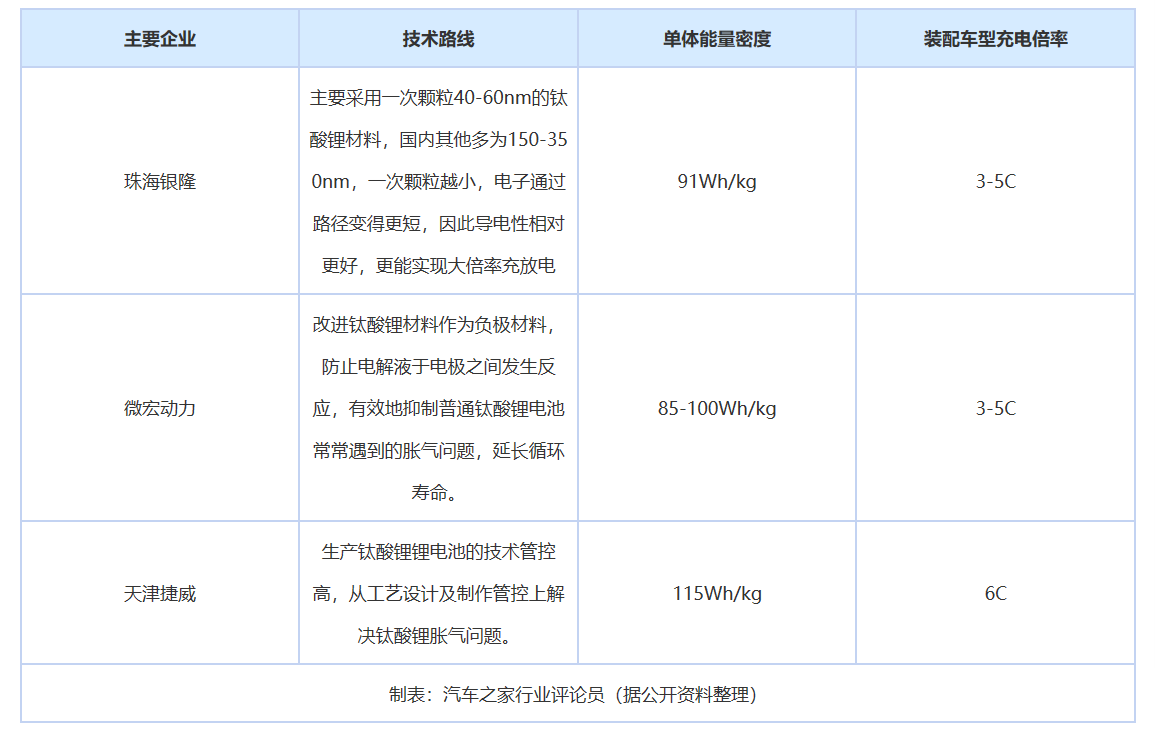 主要企业 技术路线 单体能量密度 装配车型充电倍率
主要采用一次颗粒40-60nm的钛
酸锂材料，国内其他多为150-35
珠海银隆 0nm，一次颗粒越小，电子通过 91Wh/kg 3-5C
路径变得更短，因此导电性相对
更好，更能实现大倍率充放电
改进钛酸锂材料作为负极材料，
防止电解液于电极之间发生反
微宏动力 应，有效地抑制普通钛酸锂电池 85-100Wh/kg 3-5C
常常遇到的胀气问题，延长循环
寿命。
生产钛酸锂锂电池的技术管控
天津捷威 高，从工艺设计及制作管控上解 115Wh/kg 6C
决钛酸锂胀气问题。
制表：汽车之家行业评论员（据公开资料整理）